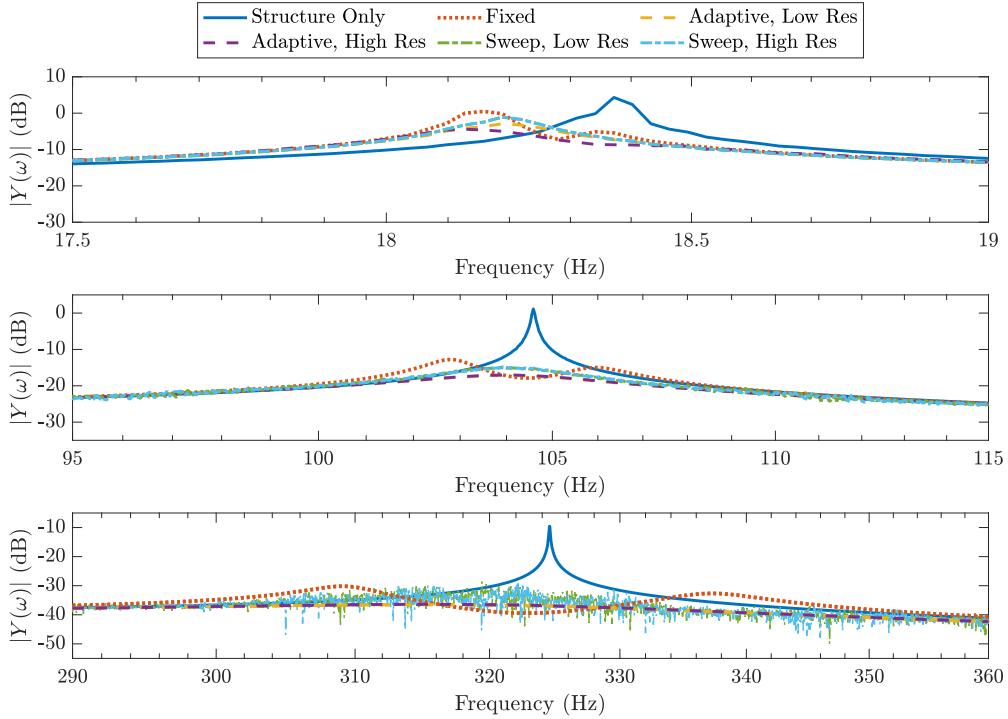 Structure Only Fixed Adaptive, Low Res
Adaptive, High Res Sweep, Low Res Sweep, High Res
|Y(ω)| (dB)
10
0
-10
-20
-30
17.5 18 18.5 19
Frequency (Hz)
|Y(ω)| (dB)
0
-10
-20
-30
95 100 105 110 115
Frequency (Hz)
|Y(ω)| (dB)
-10
-20
-30
-40
-50
290 300 310 320 330 340 350 360
Frequency (Hz)